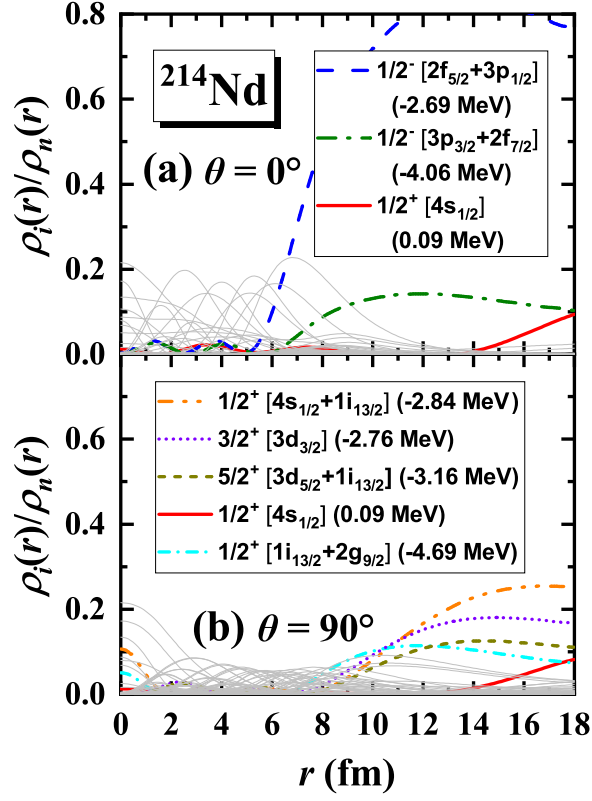 0.8
0.6
0.4
0.2
0.0
ρᵢ(r)/ρₙ(r)
²¹⁴Nd
(a) θ = 0°
1/2⁻ [2f₅/₂+3p₁/₂]
(-2.69 MeV)
1/2⁻ [3p₃/₂+2f₇/₂]
(-4.06 MeV)
1/2⁺ [4s₁/₂]
(0.09 MeV)
0.6
0.4
0.2
0.0
ρᵢ(r)/ρₙ(r)
1/2⁺ [4s₁/₂+1i₁₃/₂] (-2.84 MeV)
3/2⁺ [3d₃/₂] (-2.76 MeV)
5/2⁺ [3d₅/₂+1i₁₃/₂] (-3.16 MeV)
1/2⁺ [4s₁/₂] (0.09 MeV)
1/2⁺ [1i₁₃/₂+2g₉/₂] (-4.69 MeV)
(b) θ = 90°
0 2 4 6 8 10 12 14 16 18
r (fm)